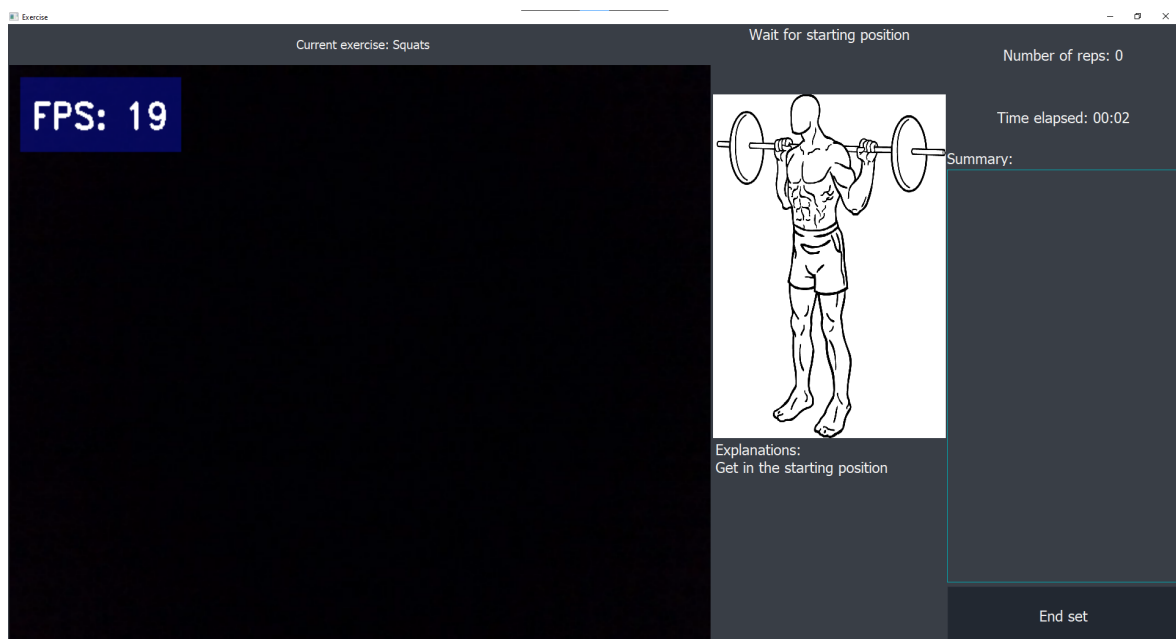 Exercise
Current exercise: Squats
FPS: 19
Wait for starting position
Explanations:
Get in the starting position
Number of reps: 0
Time elapsed: 00:02
Summary:
End set